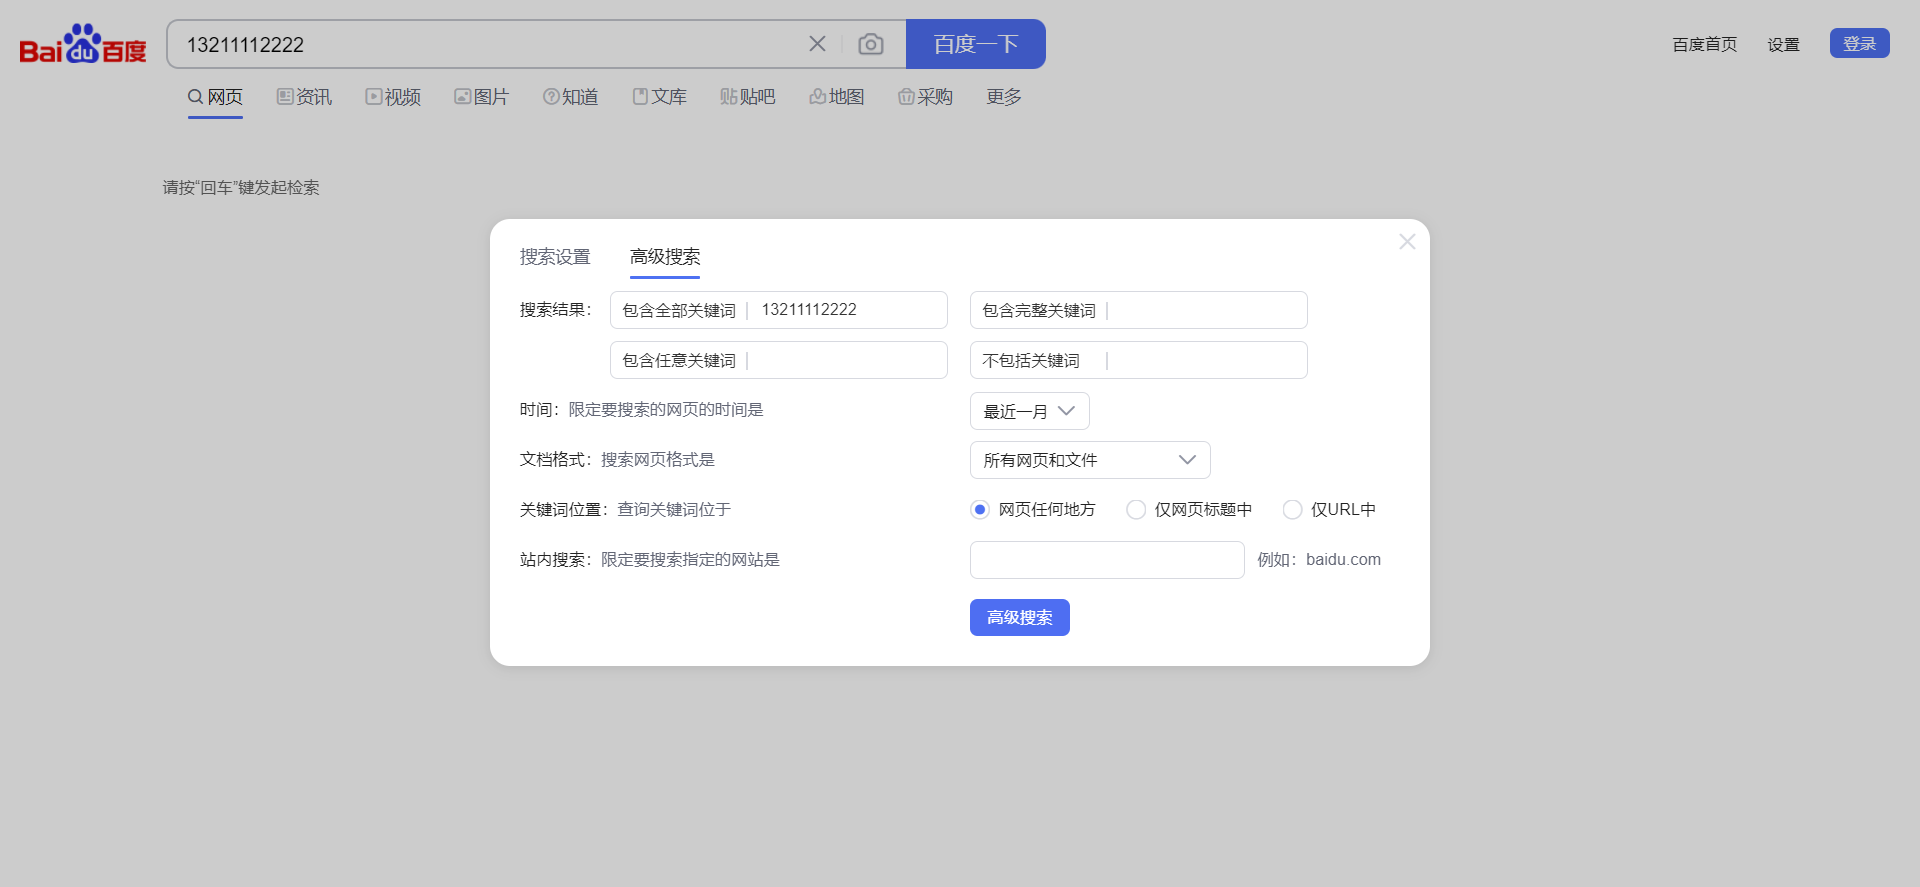 Baidu百度 13211112222 百度一下 百度首页 设置 登录
网页 资讯 视频 图片 知道 文库 贴吧 地图 采购 更多
请按“回车”键发起检索
搜索设置 高级搜索
搜索结果： 包含全部关键词 13211112222 包含完整关键词
包含任意关键词 不包括关键词
时间：限定要搜索的网页的时间是 最近一月
文档格式：搜索网页格式是 所有网页和文件
关键词位置：查询关键词位于 网页任何地方 仅网页标题中 仅URL中
站内搜索：限定要搜索指定的网站是 例如：baidu.com
高级搜索